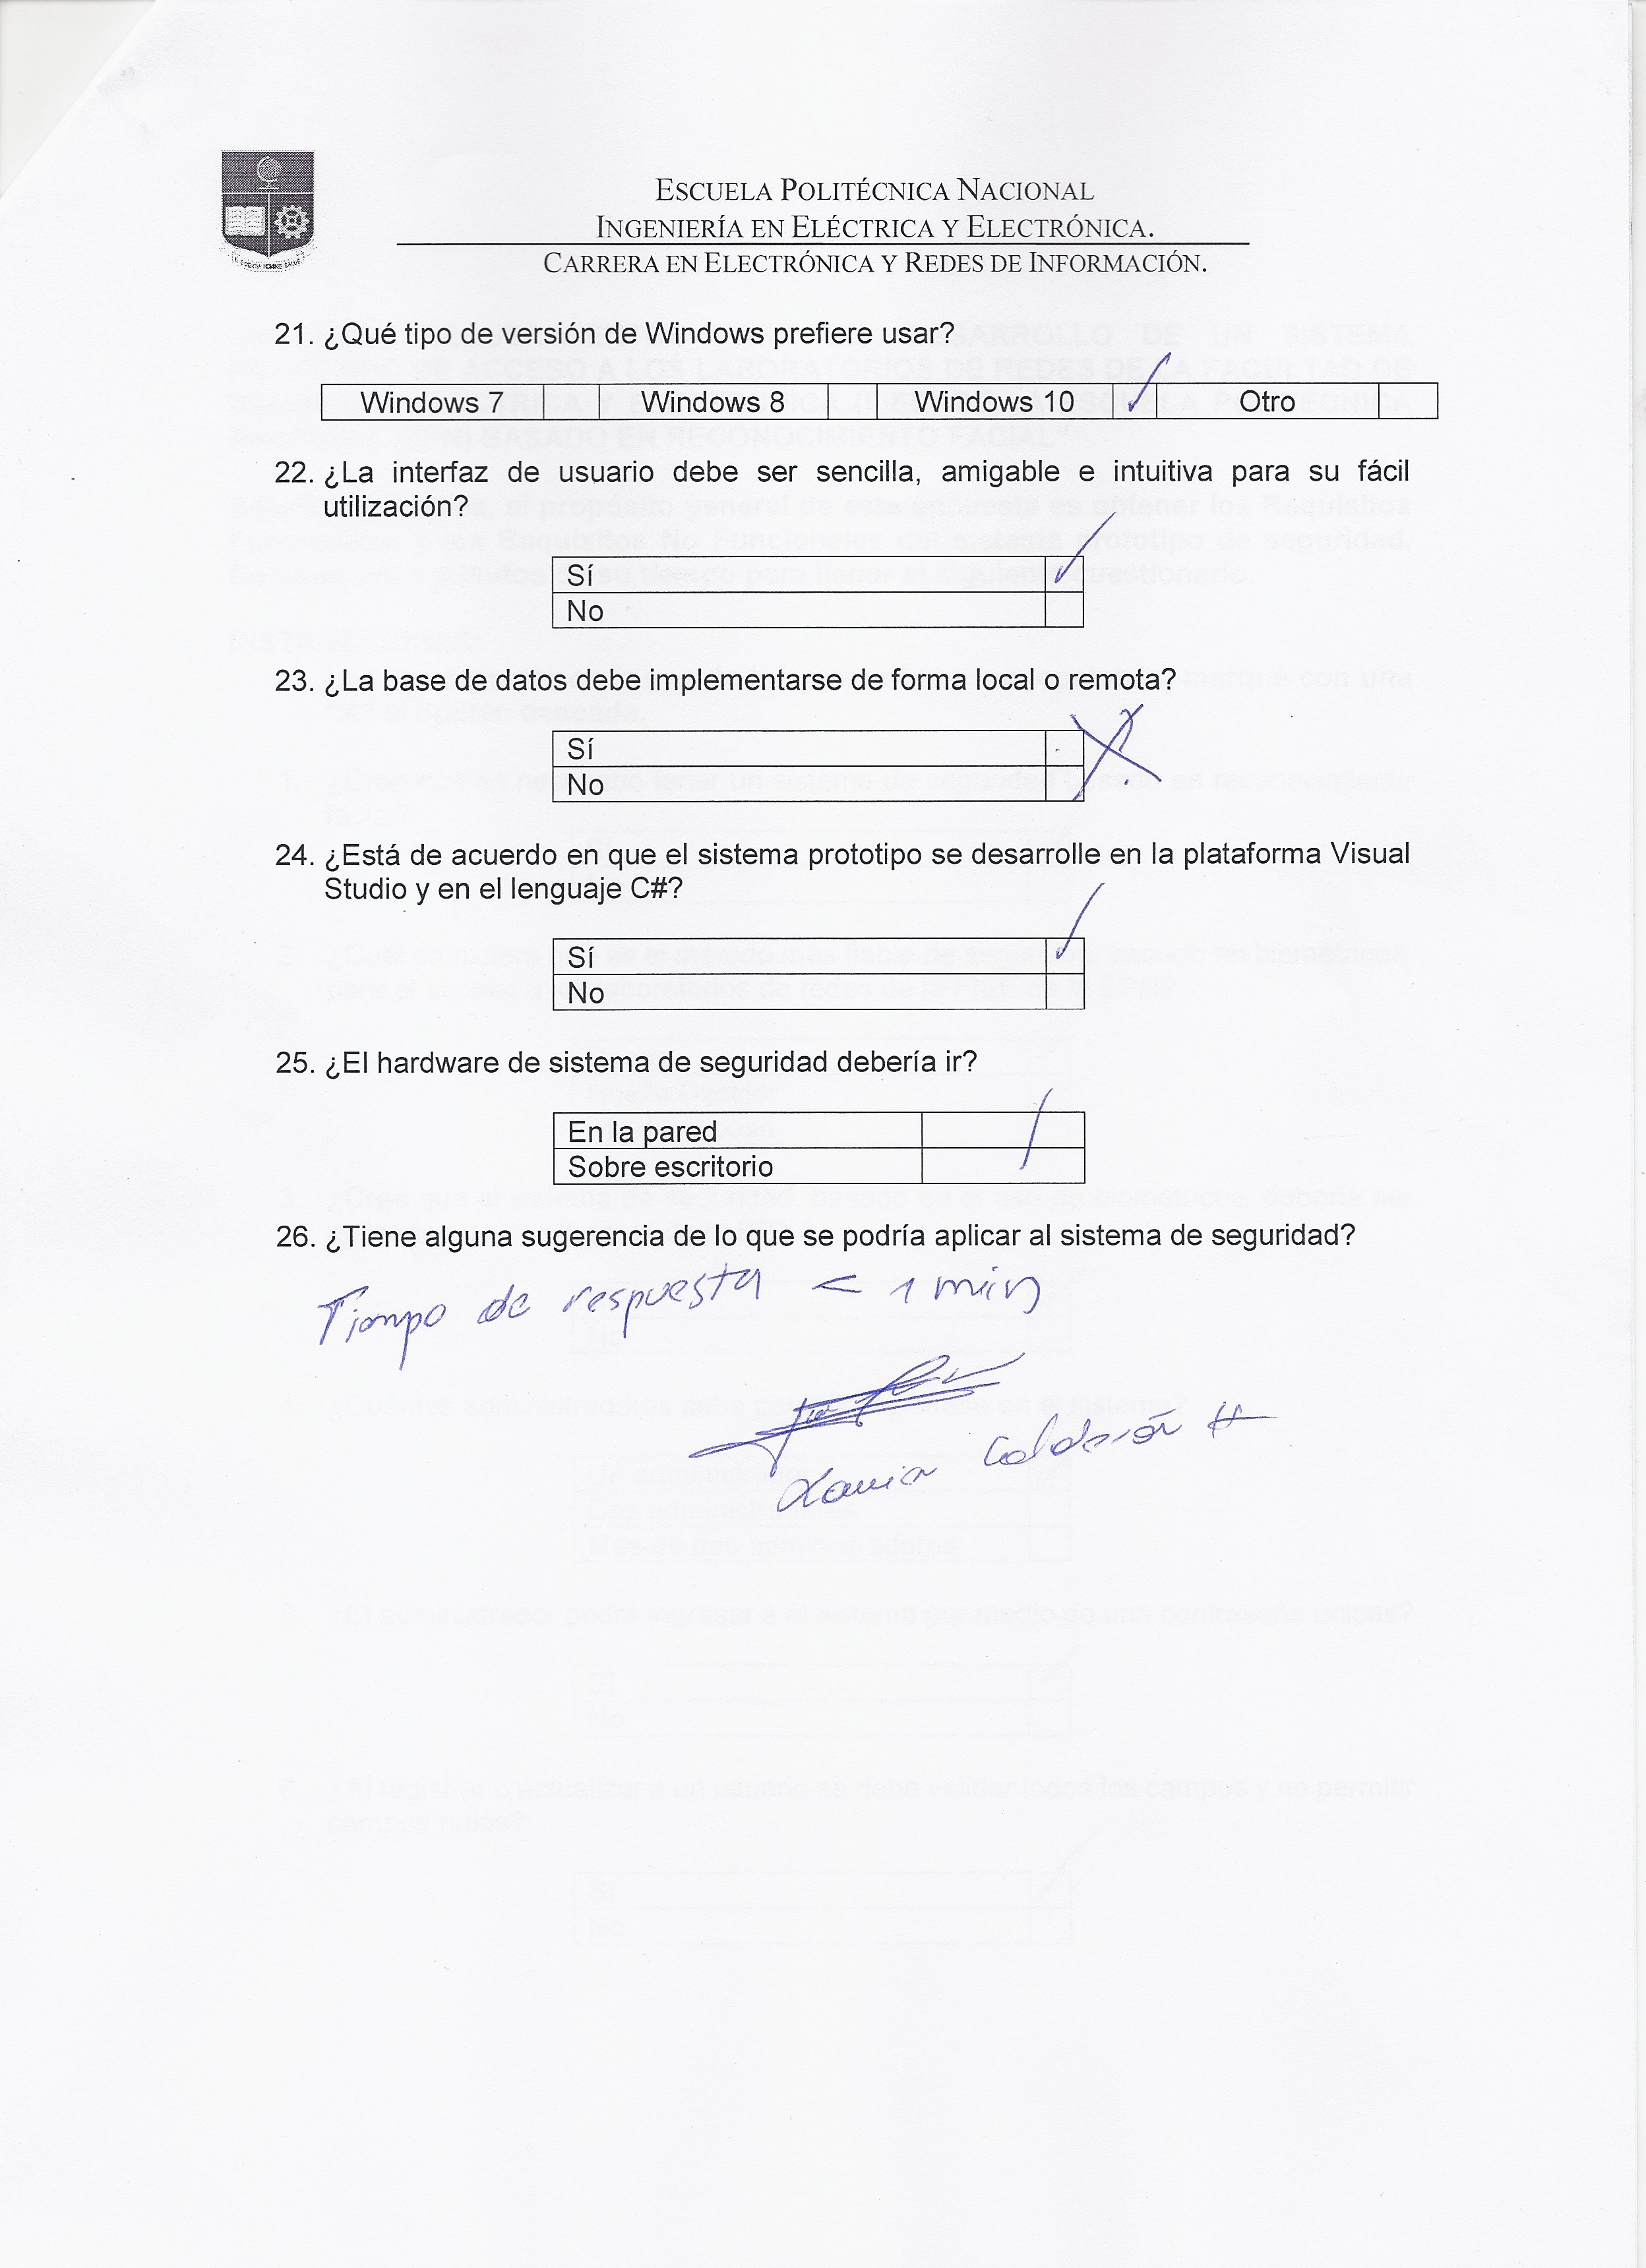 ESCUELA POLITÉCNICA NACIONAL
INGENIERÍA EN ELÉCTRICA Y ELECTRÓNICA.
CARRERA EN ELECTRÓNICA Y REDES DE INFORMACIÓN.
21. ¿Qué tipo de versión de Windows prefiere usar?
Windows 7 Windows 8 Windows 10 ✓ Otro
22. ¿La interfaz de usuario debe ser sencilla, amigable e intuitiva para su fácil
utilización?
Sí ✓
No
23. ¿La base de datos debe implementarse de forma local o remota?
Sí
No
24. ¿Está de acuerdo en que el sistema prototipo se desarrolle en la plataforma Visual
Studio y en el lenguaje C#?
Sí ✓
No
25. ¿El hardware de sistema de seguridad debería ir?
En la pared
Sobre escritorio
26. ¿Tiene alguna sugerencia de lo que se podría aplicar al sistema de seguridad?
Tiempo de respuesta < 1 min
Xavier Calderón H